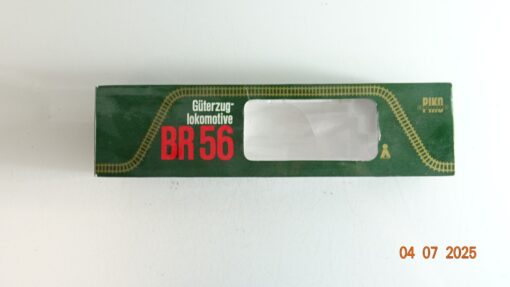 Güterzug-
lokomotive
BR 56
PIKO
04 07 2025